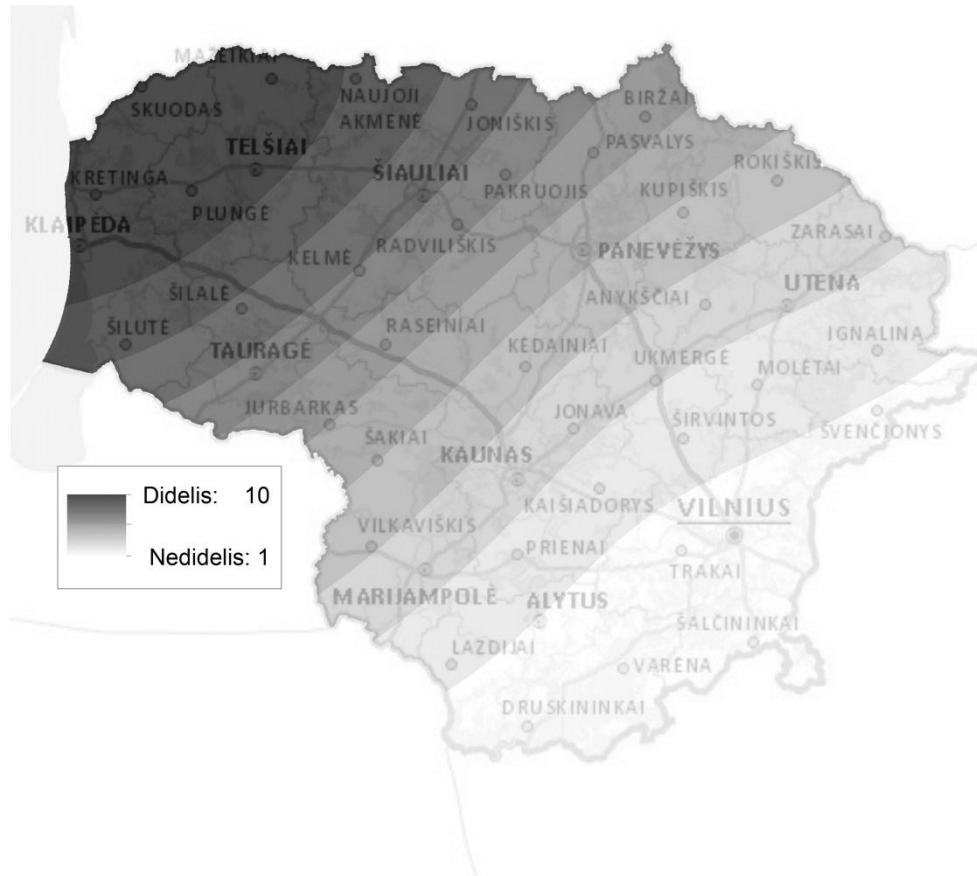 MAŽEIKIAI
SKUODAS
NAUJOJI
AKMENĖ
JONIŠKIS
BIRŽAI
PASVALYS
ROKIŠKIS
TELŠIAI
ŠIAULIAI
PAKRUOJIS
KUPIŠKIS
KRETINGA
PLUNGĖ
KLAIPĖDA
RADVILIŠKIS
PANEVĖŽYS
ZARASAI
KELMĖ
UTENA
ŠILALĖ
ANYKŠČIAI
ŠILUTĖ
RASEINIAI
IGNALINA
TAURAGĖ
KĖDAINIAI
UKMERGĖ
MOLĖTAI
JURBARKAS
JONAVA
ŠIRVINTOS
ŠVENČIONYS
ŠAKIAI
KAUNAS
KAIŠIADORYS
VILNIUS
Didelis: 10
Nedidelis: 1
VILKAVIŠKIS
PRIENAI
TRAKAI
MARIJAMPOLĖ
ALYTUS
ŠALČININKAI
LAZDIJAI
VARĖNA
DRUSKININKAI